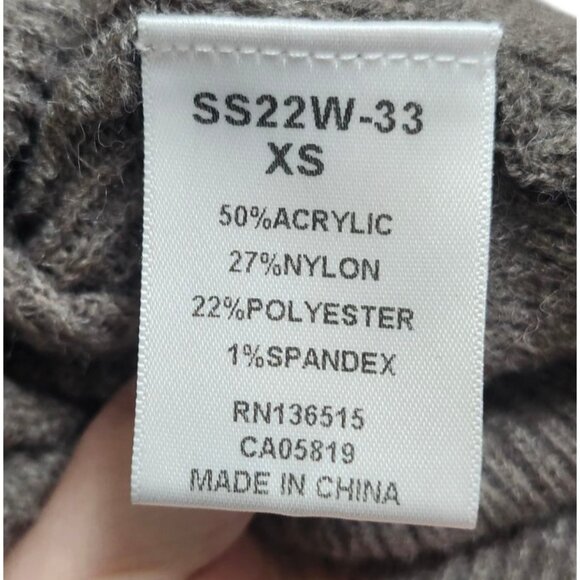 SS22W-33
XS
50%ACRYLIC
27%NYLON
22%POLYESTER
1%SPANDEX
RN136515
CA05819
MADE IN CHINA